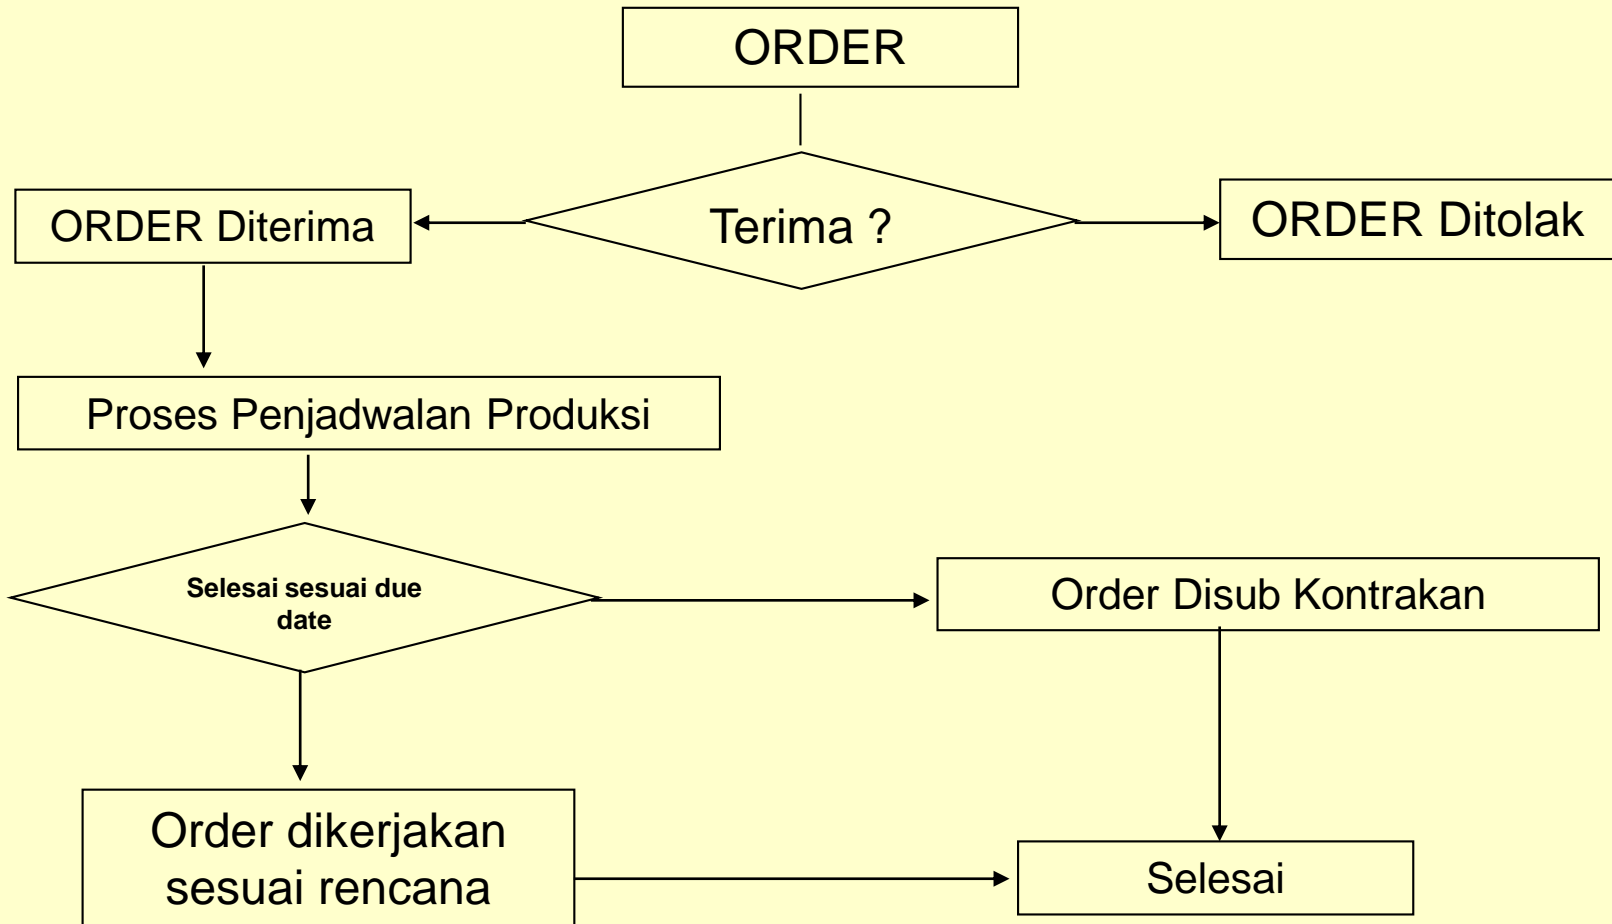 ORDER
ORDER Diterima
Terima ?
ORDER Ditolak
Proses Penjadwalan Produksi
Selesai sesuai due
date
Order Disub Kontrakan
Order dikerjakan
sesuai rencana
Selesai